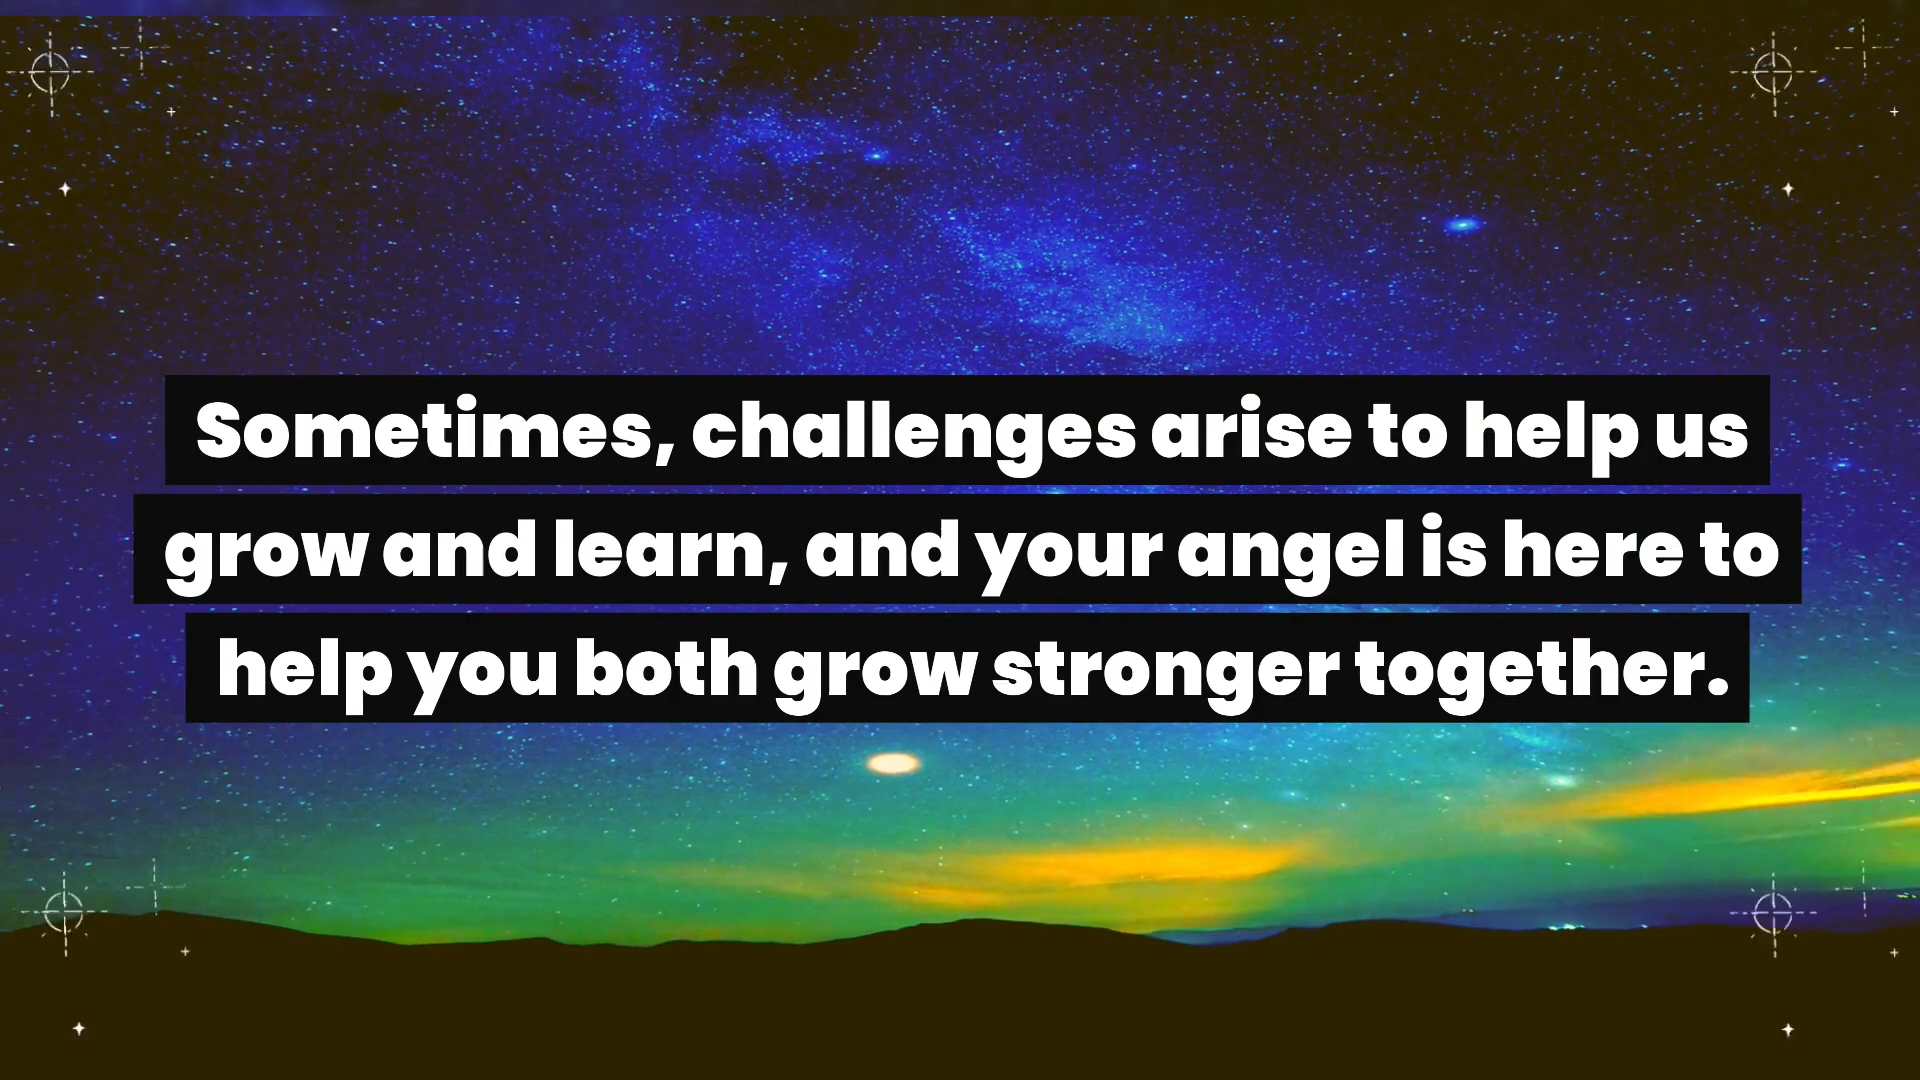 Sometimes, challenges arise to help us
grow and learn, and your angel is here to
help you both grow stronger together.